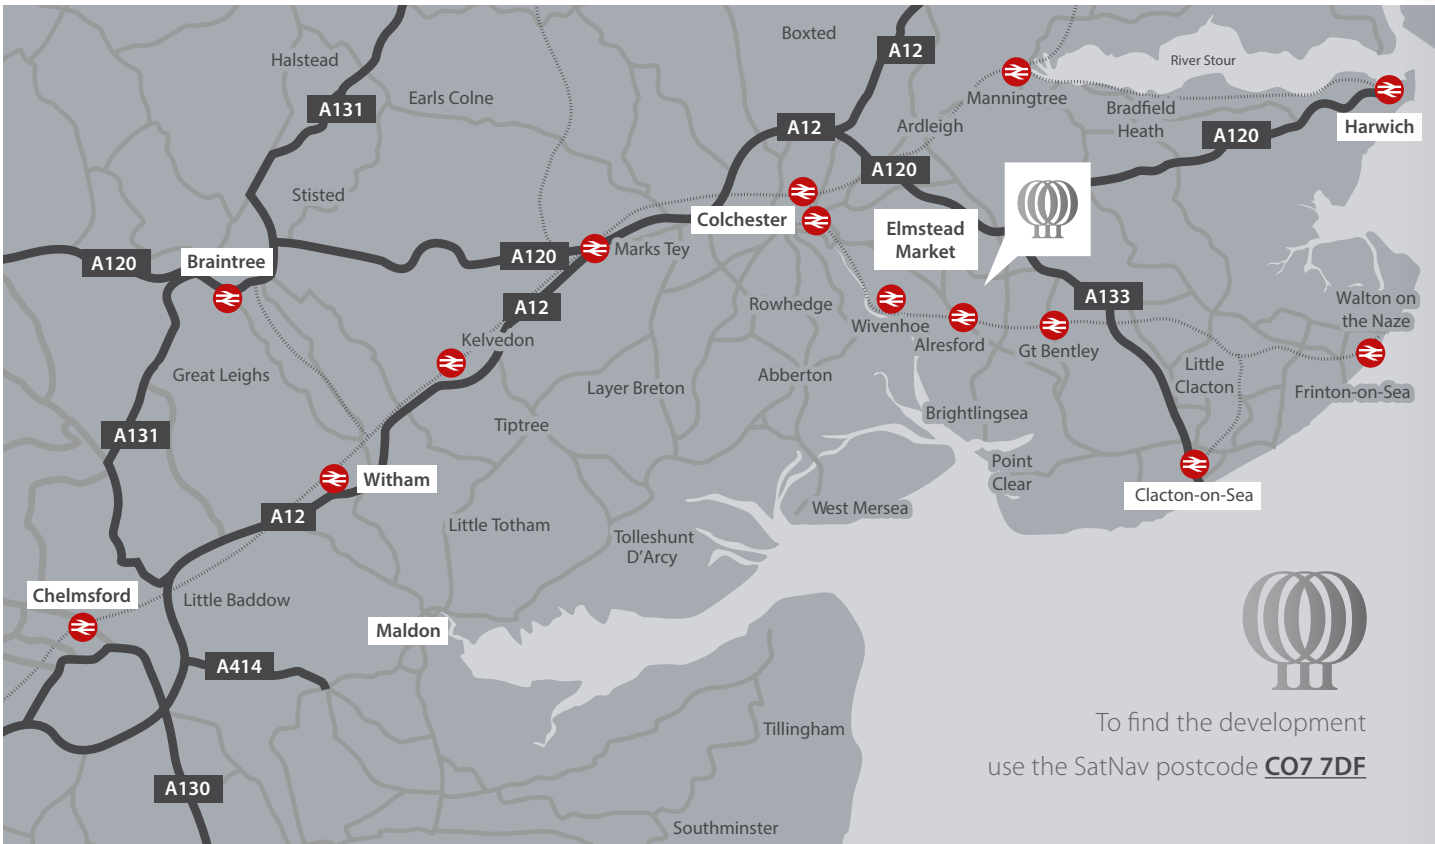 Boxted
A12
Halstead
River Stour
Earls Colne
A131
Manningtree
Bradfield
Heath
A12
Ardleigh
Harwich
A120
A120
Stisted
Colchester
Elmstead
Market
A120
Braintree
A120
Marks Tey
A12
Rowhedge
A133
Walton on
the Naze
Wivenhoe
Kelvedon
Alresford
Gt Bentley
Great Leighs
Layer Breton
Abberton
Little
Clacton
Frinton-on-Sea
Brightlingsea
A131
Tiptree
Point
Clear
Witham
Clacton-on-Sea
West Mersea
A12
Little Totham
Tolleshunt
D’Arcy
Chelmsford
Little Baddow
Maldon
A414
To find the development
Tillingham
use the SatNav postcode CO7 7DF
A130
Southminster